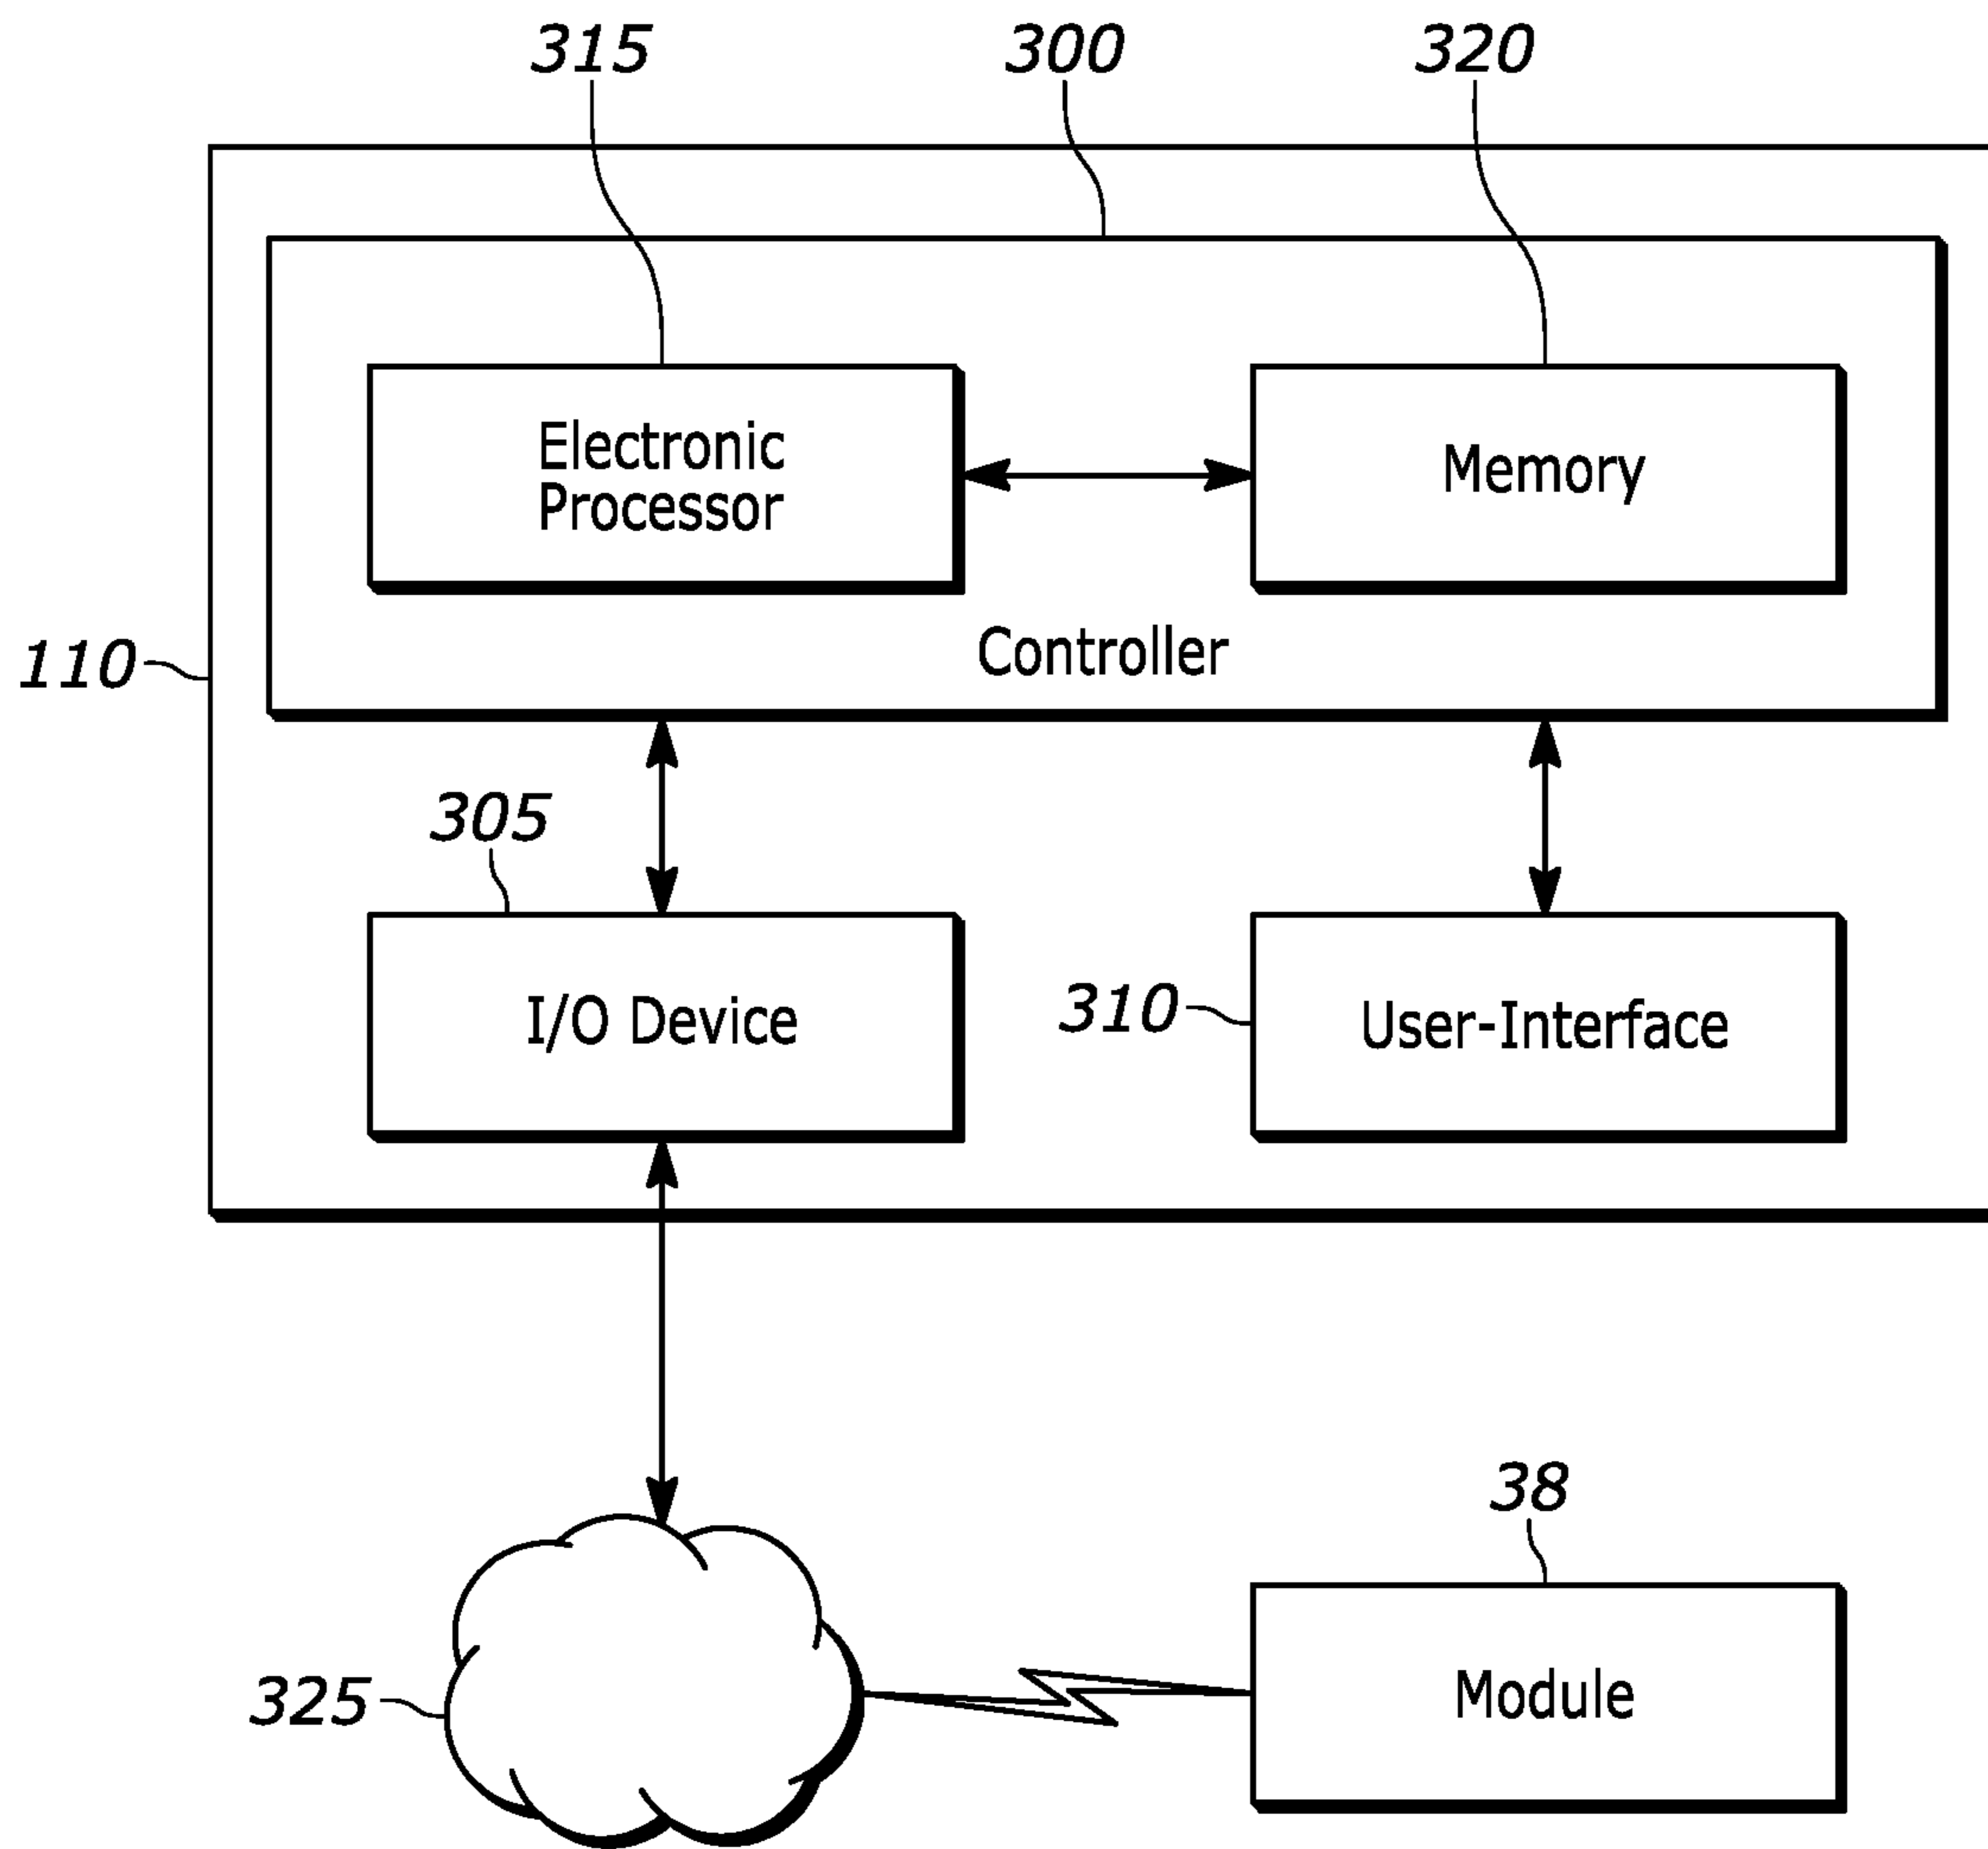 315
300
320
Electronic
Processor
Memory
Controller
110
305
I/O Device
310
User-Interface
38
325
Module